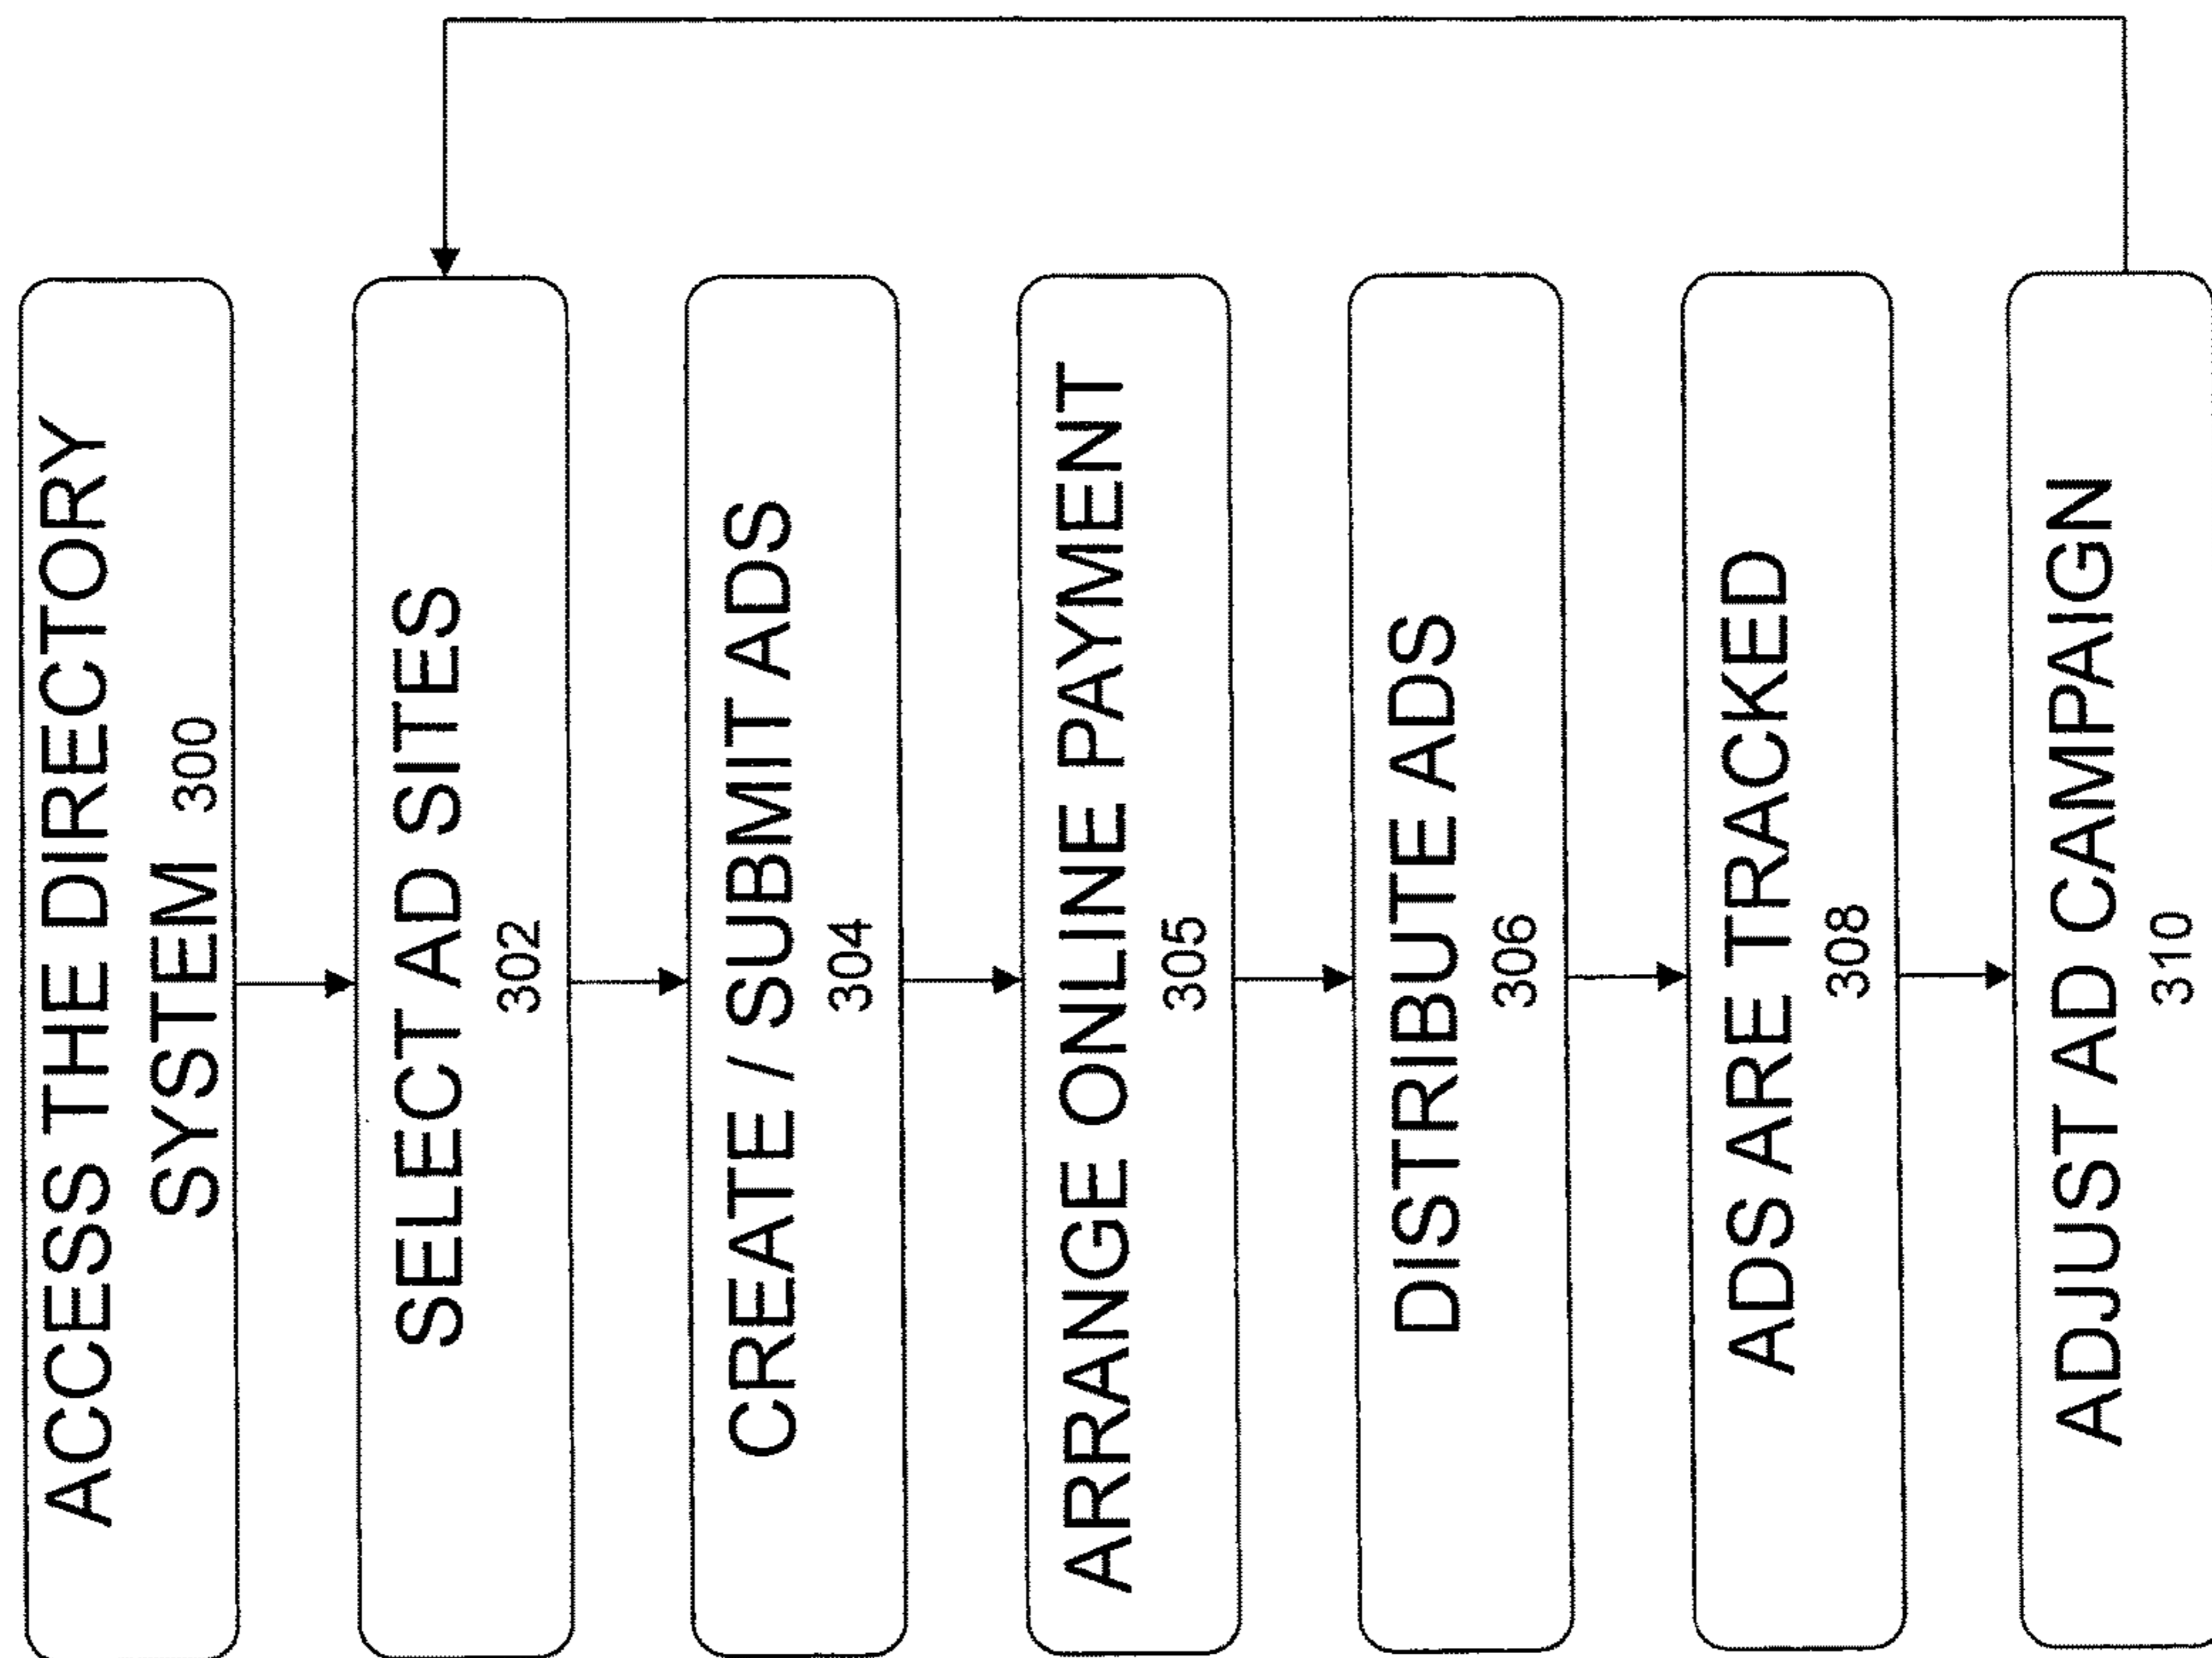 ACCESS THE DIRECTORY
SYSTEM 300
SELECT AD SITES
302
CREATE / SUBMIT ADS
304
ARRANGE ONLINE PAYMENT
305
DISTRIBUTE ADS
306
ADS ARE TRACKED
308
ADJUST AD CAMPAIGN
310